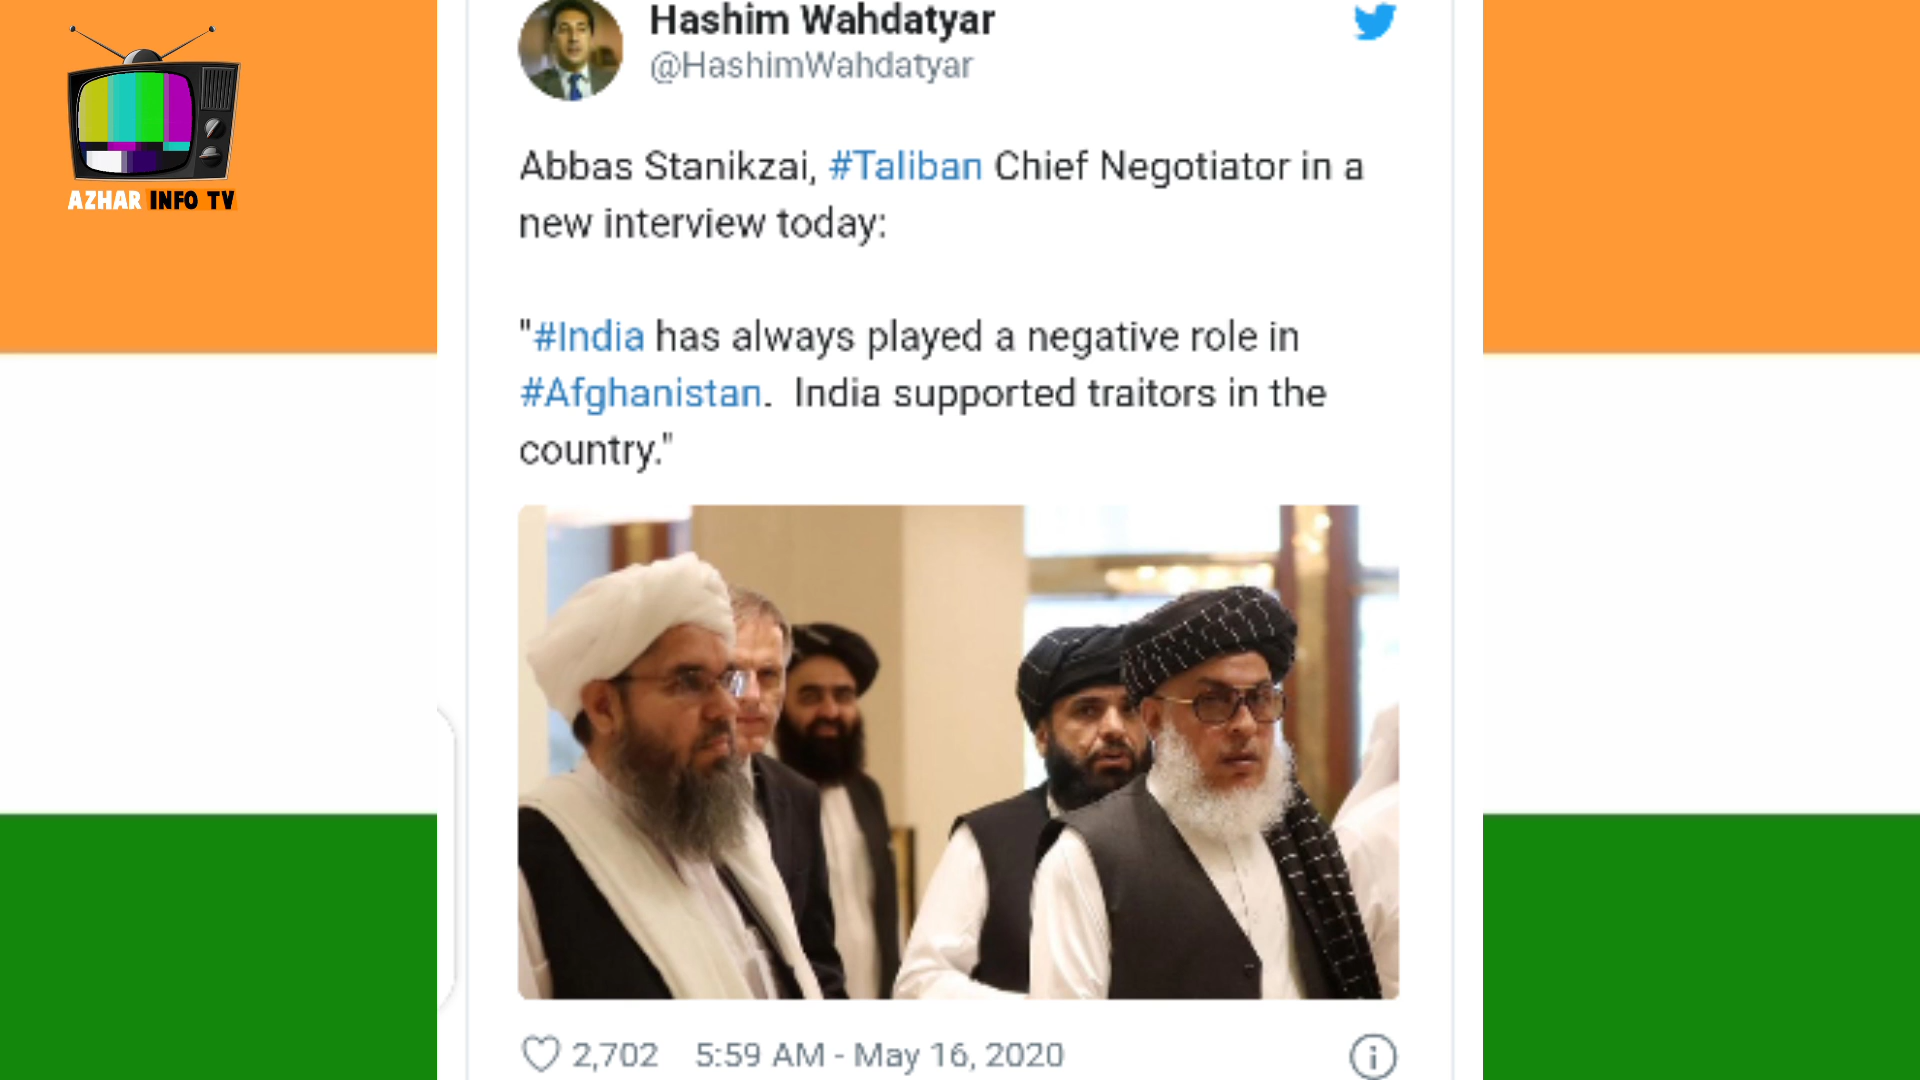 AZHAR INFO TV
Hashim Wahdatyar
@HashimWahdatyar
Abbas Stanikzai, #Taliban Chief Negotiator in a
new interview today:
"#India has always played a negative role in
#Afghanistan.  India supported traitors in the
country."
2,702 5:59 AM - May 16, 2020